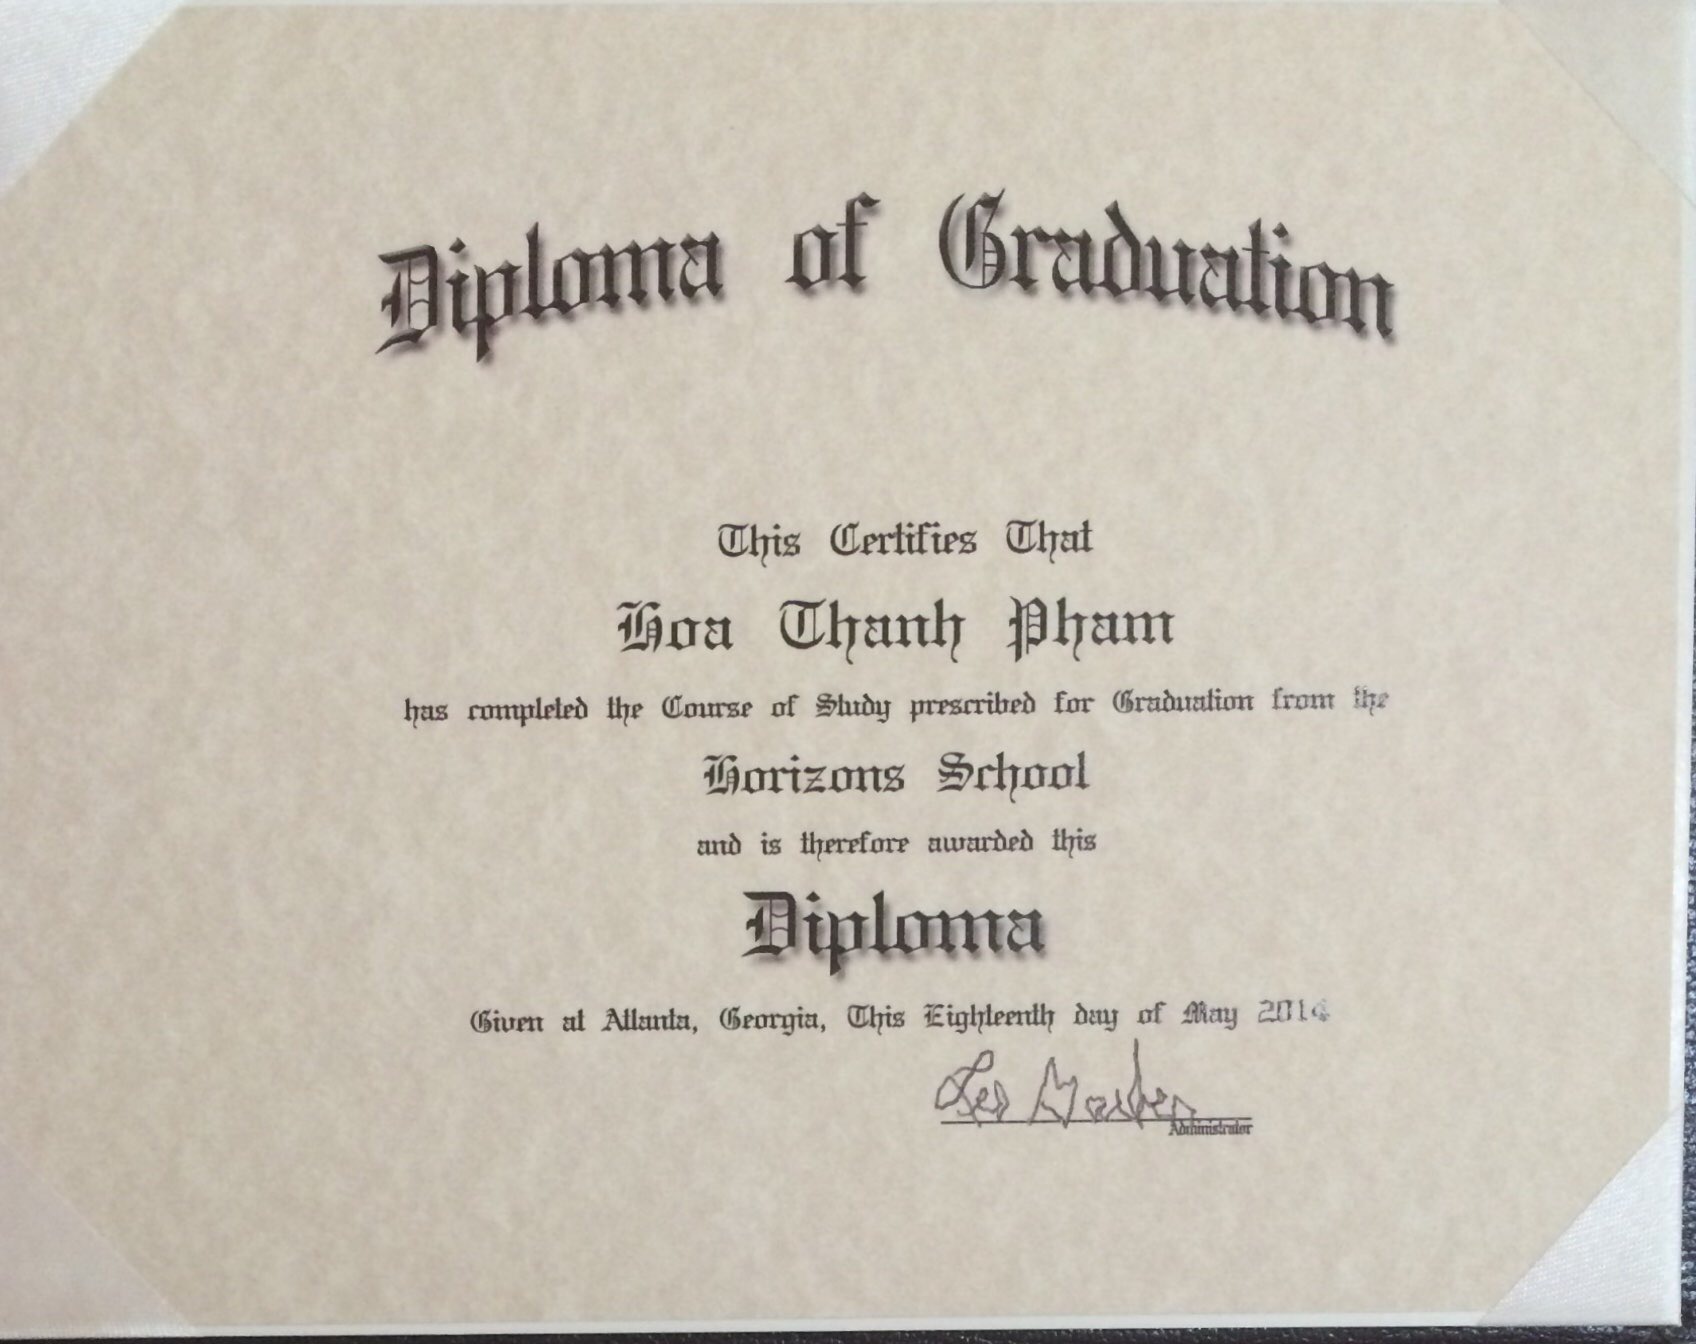 Diploma of Graduation
This Certifies That
Hoa Thanh Pham
has completed the Course of Study prescribed for Graduation from the
Horizons School
and is therefore awarded this
Diploma
Given at Atlanta, Georgia, This Eighteenth day of May 2014
Administrator